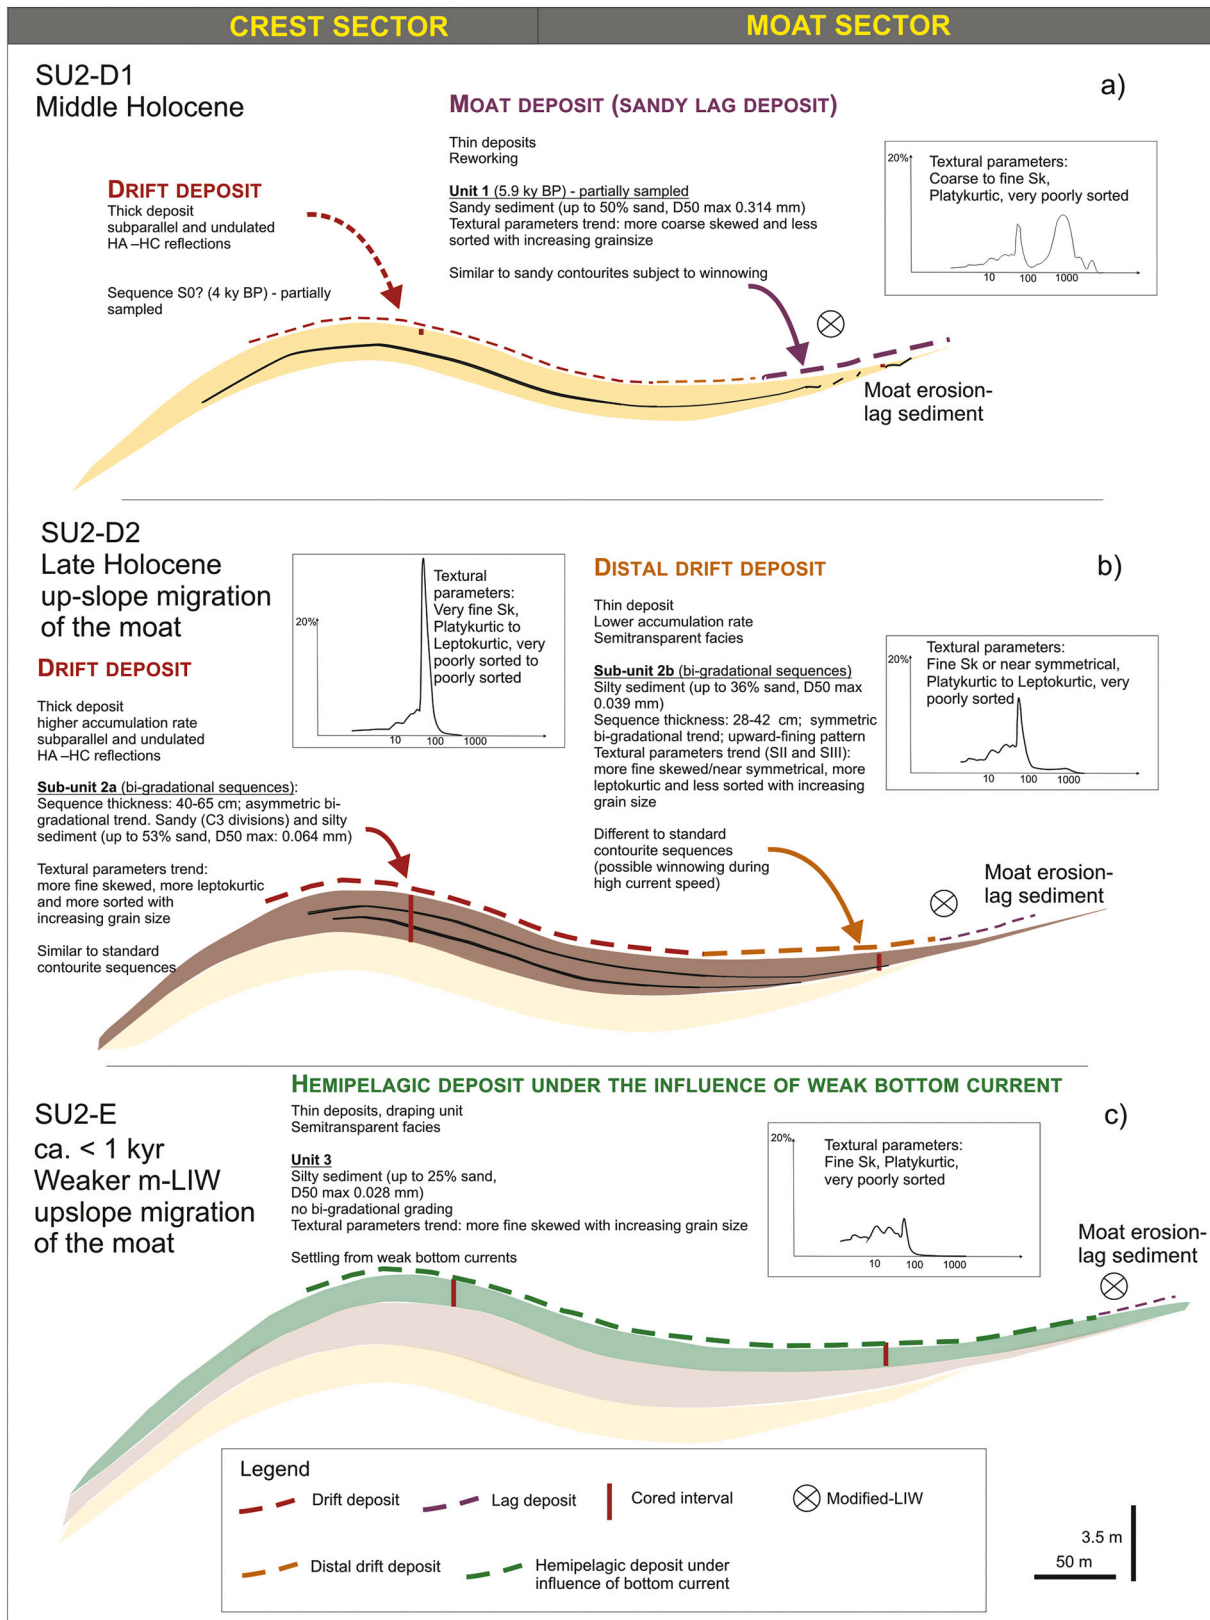 CREST SECTOR
MOAT SECTOR
SU2-D1
Middle Holocene
a)
MOAT DEPOSIT (SANDY LAG DEPOSIT)
Thin deposits
Reworking
Unit 1 (5.9 ky BP) - partially sampled
Sandy sediment (up to 50% sand, D50 max 0.314 mm)
Textural parameters trend: more coarse skewed and less
sorted with increasing grainsize
Similar to sandy contourites subject to winnowing
DRIFT DEPOSIT
Thick deposit
subparallel and undulated
HA –HC reflections
Sequence S0? (4 ky BP) - partially
sampled
20%
Textural parameters:
Coarse to fine Sk,
Platykurtic, very poorly sorted
10
100
1000
Moat erosion-
lag sediment
SU2-D2
Late Holocene
up-slope migration
of the moat
b)
DRIFT DEPOSIT
Thick deposit
higher accumulation rate
subparallel and undulated
HA –HC reflections
Sub-unit 2a (bi-gradational sequences):
Sequence thickness: 40-65 cm; asymmetric bi-
gradational trend. Sandy (C3 divisions) and silty
sediment (up to 53% sand, D50 max: 0.064 mm)
Textural parameters trend:
more fine skewed, more leptokurtic
and more sorted with
increasing grain size
Similar to standard
contourite sequences
20%
Textural
parameters:
Very fine Sk,
Platykurtic to
Leptokurtic, very
poorly sorted to
poorly sorted
10
100
1000
DISTAL DRIFT DEPOSIT
Thin deposit
Lower accumulation rate
Semitransparent facies
Sub-unit 2b (bi-gradational sequences)
Silty sediment (up to 36% sand, D50 max
0.039 mm)
Sequence thickness: 28-42 cm; symmetric
bi-gradational trend; upward-fining pattern
Textural parameters trend (SII and SIII):
more fine skewed/near symmetrical, more
leptokurtic and less sorted with increasing
grain size
Different to standard
contourite sequences
(possible winnowing during
high current speed)
20%
Textural parameters:
Fine Sk or near symmetrical,
Platykurtic to Leptokurtic, very
poorly sorted
10
100
1000
Moat erosion-
lag sediment
HEMIPELAGIC DEPOSIT UNDER THE INFLUENCE OF WEAK BOTTOM CURRENT
SU2-E
ca. < 1 kyr
Weaker m-LIW
upslope migration
of the moat
c)
Thin deposits, draping unit
Semitransparent facies
Unit 3
Silty sediment (up to 25% sand,
D50 max 0.028 mm)
no bi-gradational grading
Textural parameters trend: more fine skewed with increasing grain size
Settling from weak bottom currents
20%
Textural parameters:
Fine Sk, Platykurtic,
very poorly sorted
10
100
1000
Moat erosion-
lag sediment
Legend
Drift deposit
Lag deposit
Cored interval
Modified-LIW
Distal drift deposit
Hemipelagic deposit under
influence of bottom current
3.5 m
50 m